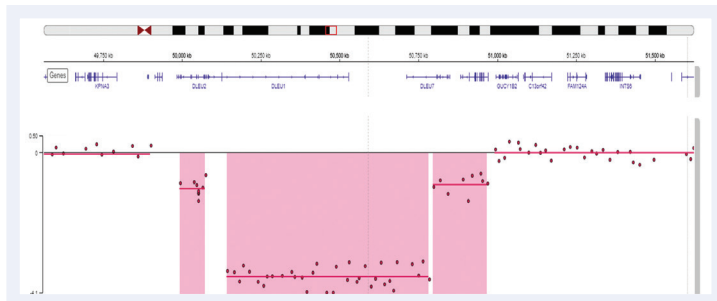 49,750 kb 50,000 kb 50,250 kb 50,500 kb 50,750 kb 51,000 kb 51,250 kb 51,500 kb
Genes
KPNA3 DLEU2 DLEU1 DLEU7 GUCY1B2 C13orf42 FAM124A INTS6
0.50
0
-4.1